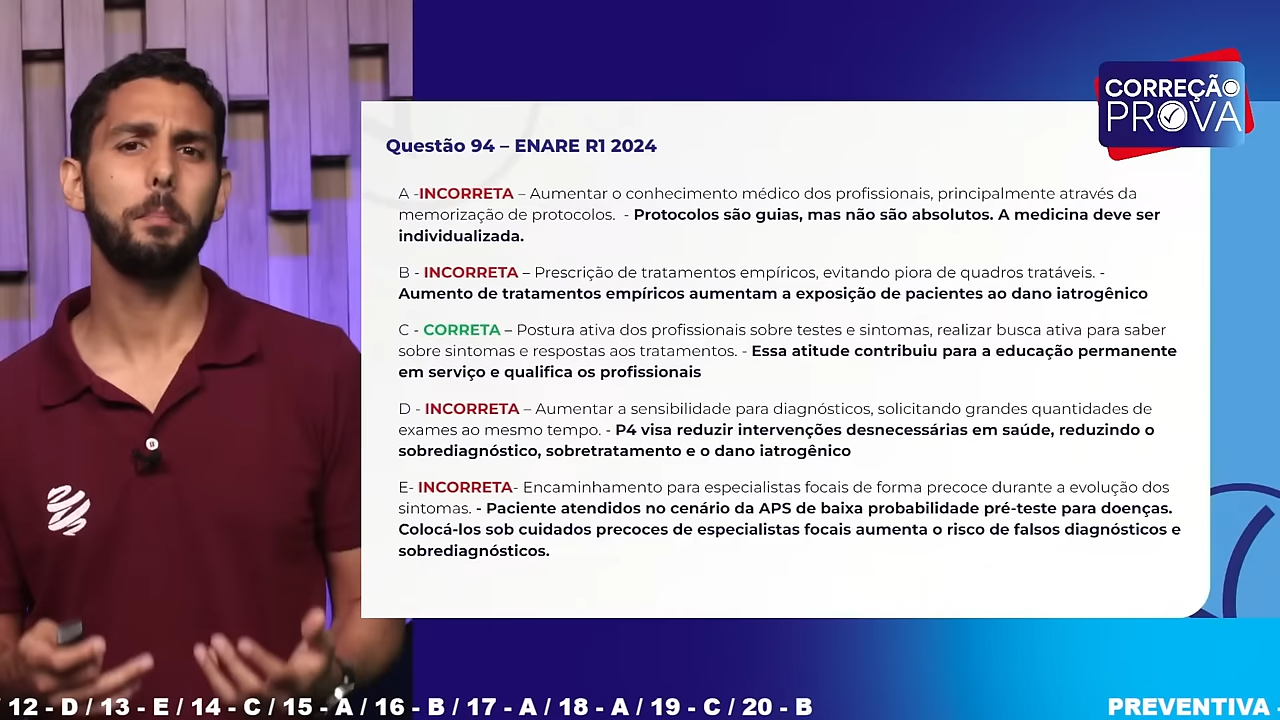 CORREÇÃO
PROVA
Questão 94 – ENARE R1 2024
A -INCORRETA – Aumentar o conhecimento médico dos profissionais, principalmente através da
memorização de protocolos. - Protocolos são guias, mas não são absolutos. A medicina deve ser
individualizada.
B - INCORRETA – Prescrição de tratamentos empíricos, evitando piora de quadros tratáveis. -
Aumento de tratamentos empíricos aumentam a exposição de pacientes ao dano iatrogênico
C - CORRETA – Postura ativa dos profissionais sobre testes e sintomas, realizar busca ativa para saber
sobre sintomas e respostas aos tratamentos. - Essa atitude contribuiu para a educação permanente
em serviço e qualifica os profissionais
D - INCORRETA – Aumentar a sensibilidade para diagnósticos, solicitando grandes quantidades de
exames ao mesmo tempo. - P4 visa reduzir intervenções desnecessárias em saúde, reduzindo o
sobrediagnóstico, sobretratamento e o dano iatrogênico
E- INCORRETA- Encaminhamento para especialistas focais de forma precoce durante a evolução dos
sintomas. - Paciente atendidos no cenário da APS de baixa probabilidade pré-teste para doenças.
Colocá-los sob cuidados precoces de especialistas focais aumenta o risco de falsos diagnósticos e
sobrediagnósticos.
/ 12 - D / 13 - E / 14 - C / 15 - A / 16 - B / 17 - A / 18 - A / 19 - C / 20 - B PREVENTIVA -